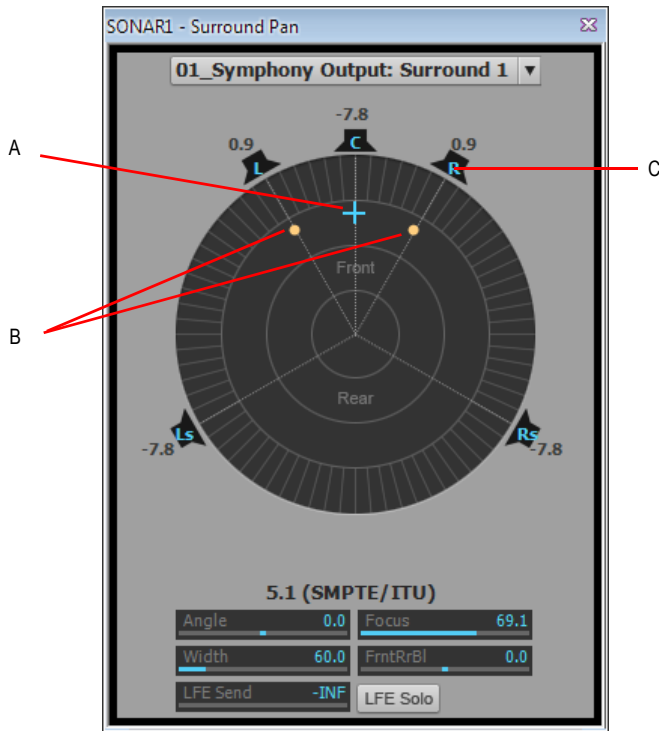 SONAR1 - Surround Pan
01_Symphony Output: Surround 1
-7.8
0.9 C 0.9
A
L R
C
Front
B
Rear
Ls Rs
-7.8 -7.8
5.1 (SMPTE/ITU)
Angle 0.0 Focus 69.1
Width 60.0 FrntRrBl 0.0
LFE Send -INF LFE Solo